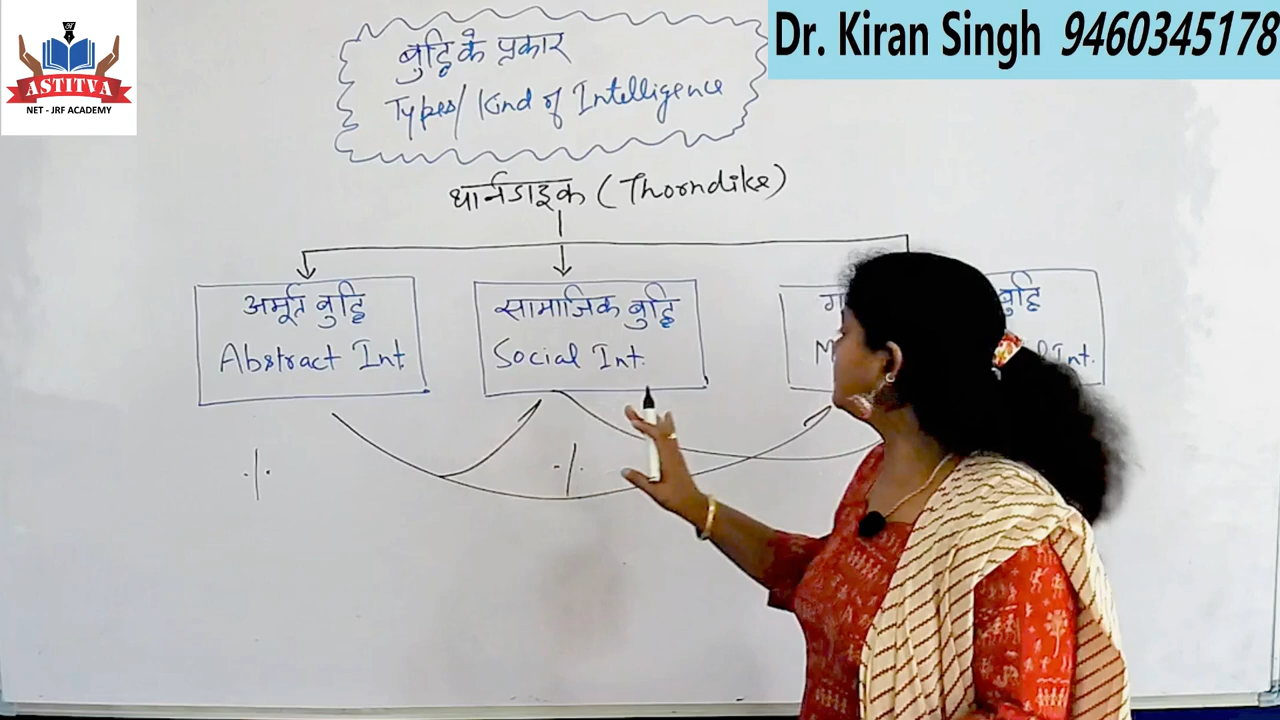 ASTITVA
NET - JRF ACADEMY
Dr. Kiran Singh 9460345178
बुद्धि के प्रकार
Types/ Kind of Intelligence
थार्नडाइक (Thorndike)
अमूर्त बुद्धि
Abstract Int.
सामाजिक बुद्धि
Social Int.
बुद्धि
Int.